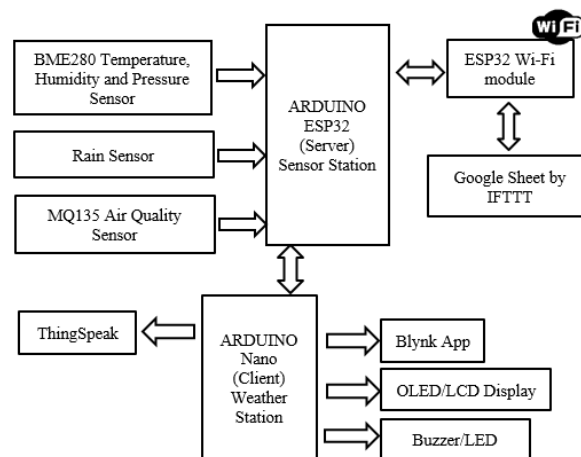 WiFi
BME280 Temperature,
Humidity and Pressure
Sensor
ESP32 Wi-Fi
module
ARDUINO
ESP32
(Server)
Sensor Station
Rain Sensor
Google Sheet by
IFTTT
MQ135 Air Quality
Sensor
ThingSpeak
ARDUINO
Nano
(Client)
Weather
Station
Blynk App
OLED/LCD Display
Buzzer/LED